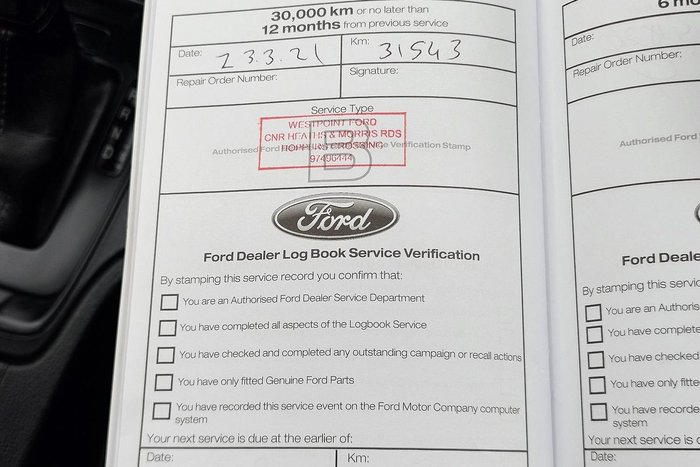 30,000 km or no later than
12 months from previous service
Date: 23.3.21 Km: 31543
Repair Order Number: Signature:
Service Type
WESTPOINT FORD
CNR HEATHS & MORRIS RDS
Authorised Ford HOPPERS CROSSING Service Verification Stamp
B
Ford
Ford Dealer Log Book Service Verification
By stamping this service record you confirm that:
You are an Authorised Ford Dealer Service Department
You have completed all aspects of the Logbook Service
You have checked and completed any outstanding campaign or recall actions
You have only fitted Genuine Ford Parts
You have recorded this service event on the Ford Motor Company computer
system
Your next service is due at the earlier of:
Date: Km:
6 mo
Date:
Repair Order Number:
Authorised Ford
Ford Deale
By stamping this servic
You are an Authoris
You have complete
You have checked
You have only fitte
You have recorde
system
Your next service is d
Date: